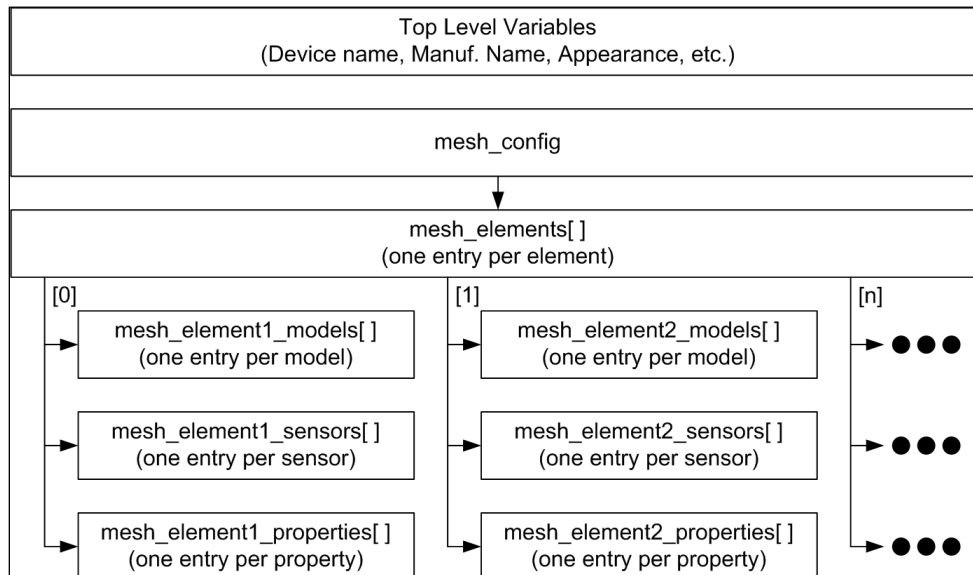 Top Level Variables
(Device name, Manuf. Name, Appearance, etc.)
mesh_config
mesh_elements[ ]
(one entry per element)
[0]
[1]
[n]
mesh_element1_models[ ]
(one entry per model)
mesh_element2_models[ ]
(one entry per model)
mesh_element1_sensors[ ]
(one entry per sensor)
mesh_element2_sensors[ ]
(one entry per sensor)
mesh_element1_properties[ ]
(one entry per property)
mesh_element2_properties[ ]
(one entry per property)